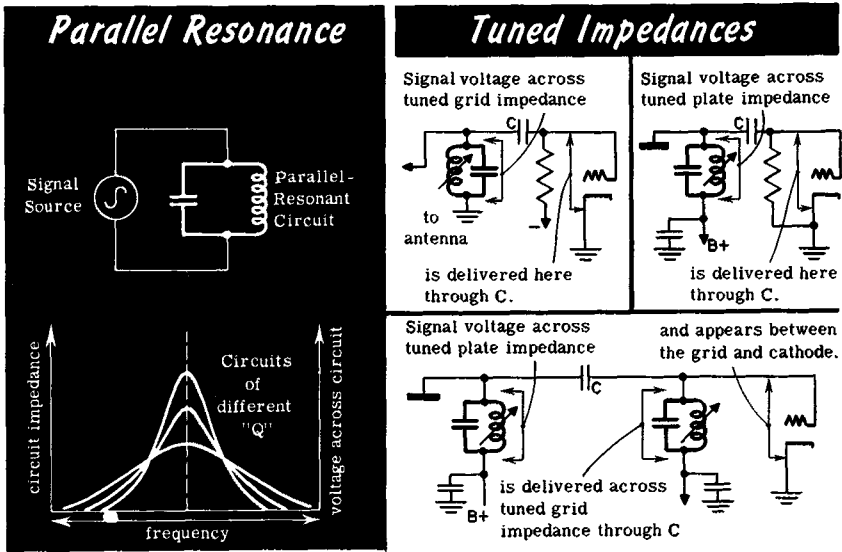 Parallel Resonance
Signal
Source
Parallel-
Resonant
Circuit
circuit impedance
Circuits
of
different
"Q"
voltage across circuit
frequency
Tuned Impedances
Signal voltage across
tuned grid impedance
C
to
antenna
−
is delivered here
through C.
Signal voltage across
tuned plate impedance
C
B+
is delivered here
through C.
Signal voltage across
tuned plate impedance
C
and appears between
the grid and cathode.
B+
is delivered across
tuned grid
impedance through C